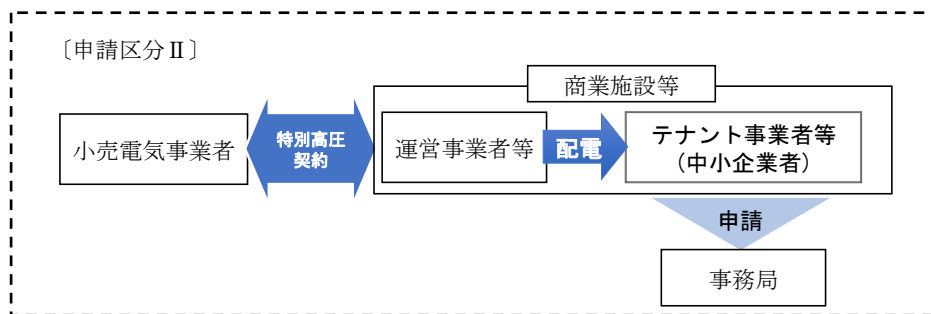 〔申請区分Ⅱ〕
商業施設等
小売電気事業者
特別高圧
契約
運営事業者等
配電
テナント事業者等
（中小企業者）
申請
事務局